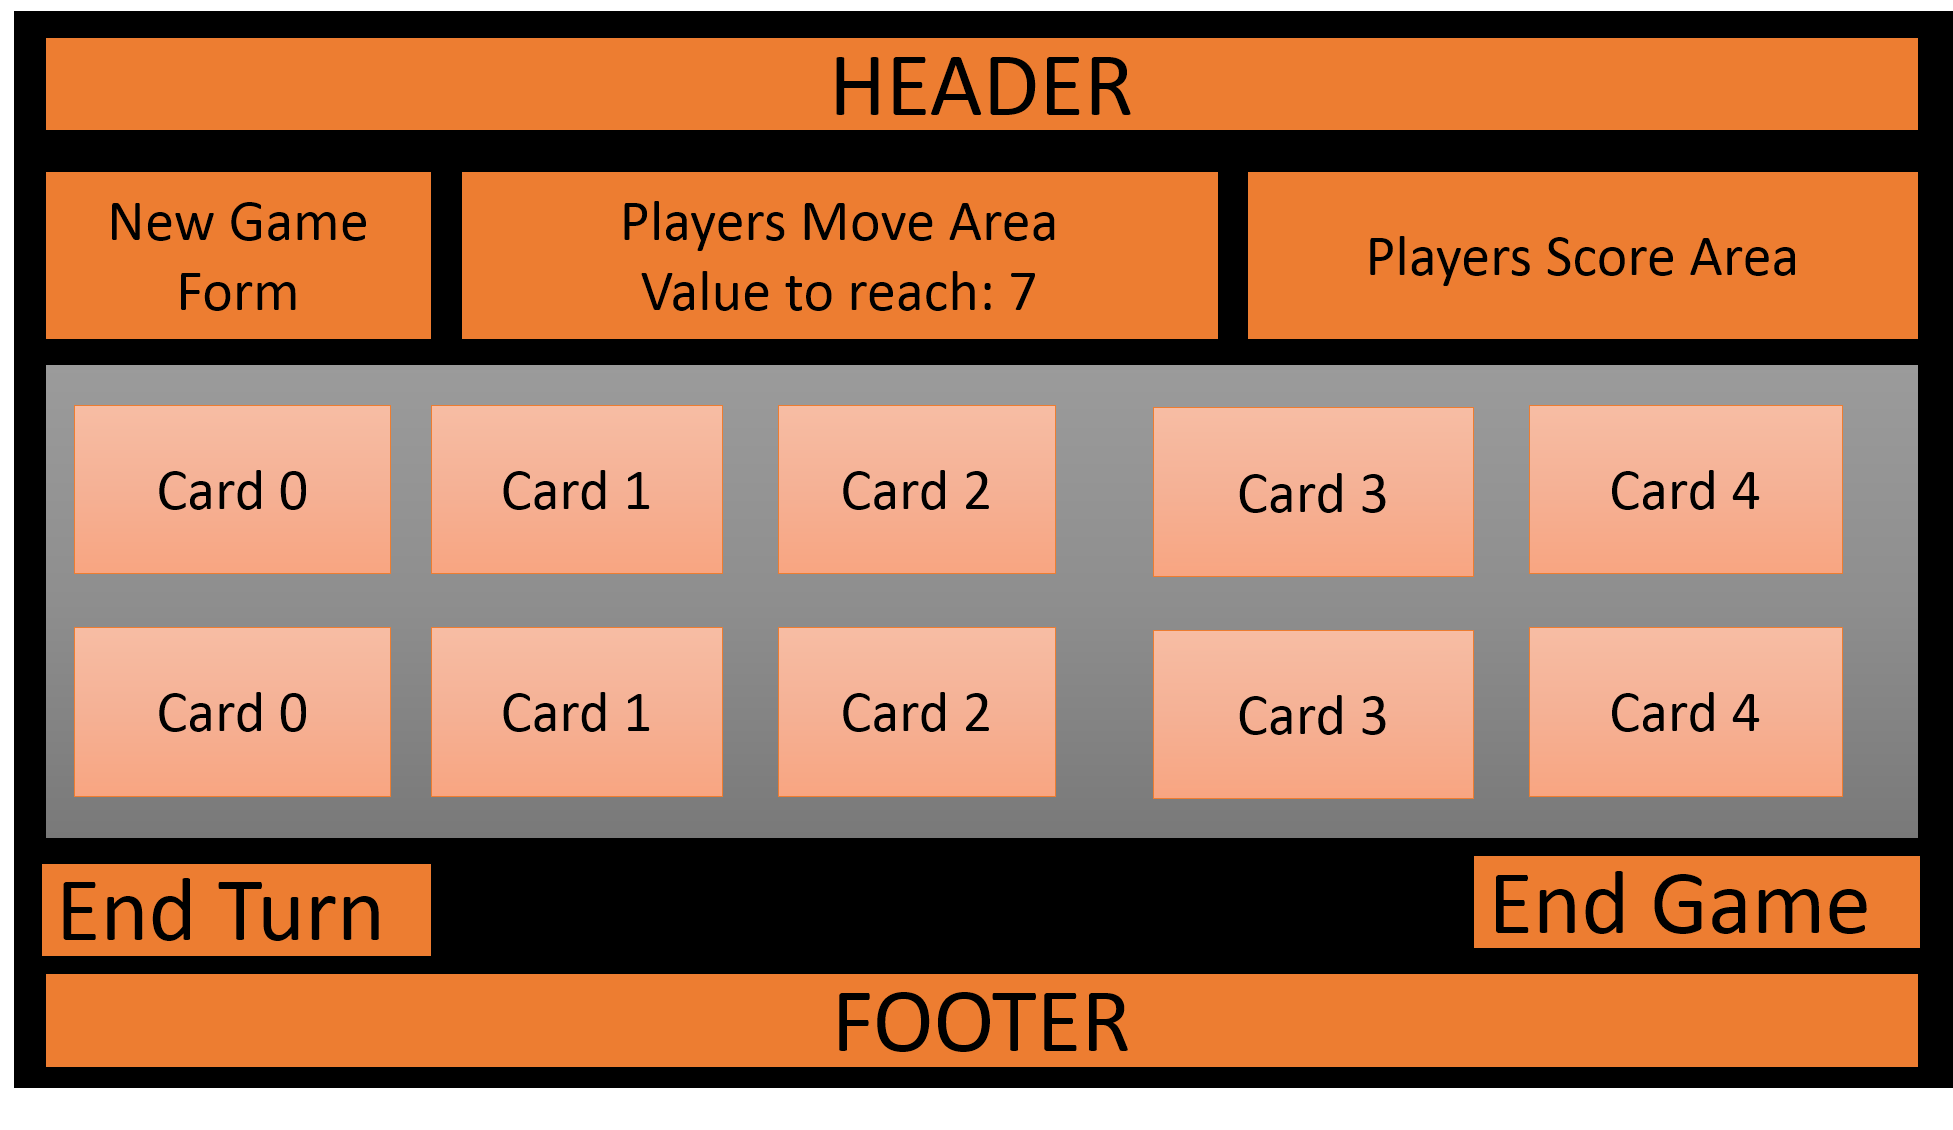 HEADER
New Game
Form
Players Move Area
Value to reach: 7
Players Score Area
Card 0
Card 1
Card 2
Card 3
Card 4
Card 0
Card 1
Card 2
Card 3
Card 4
End Turn
End Game
FOOTER